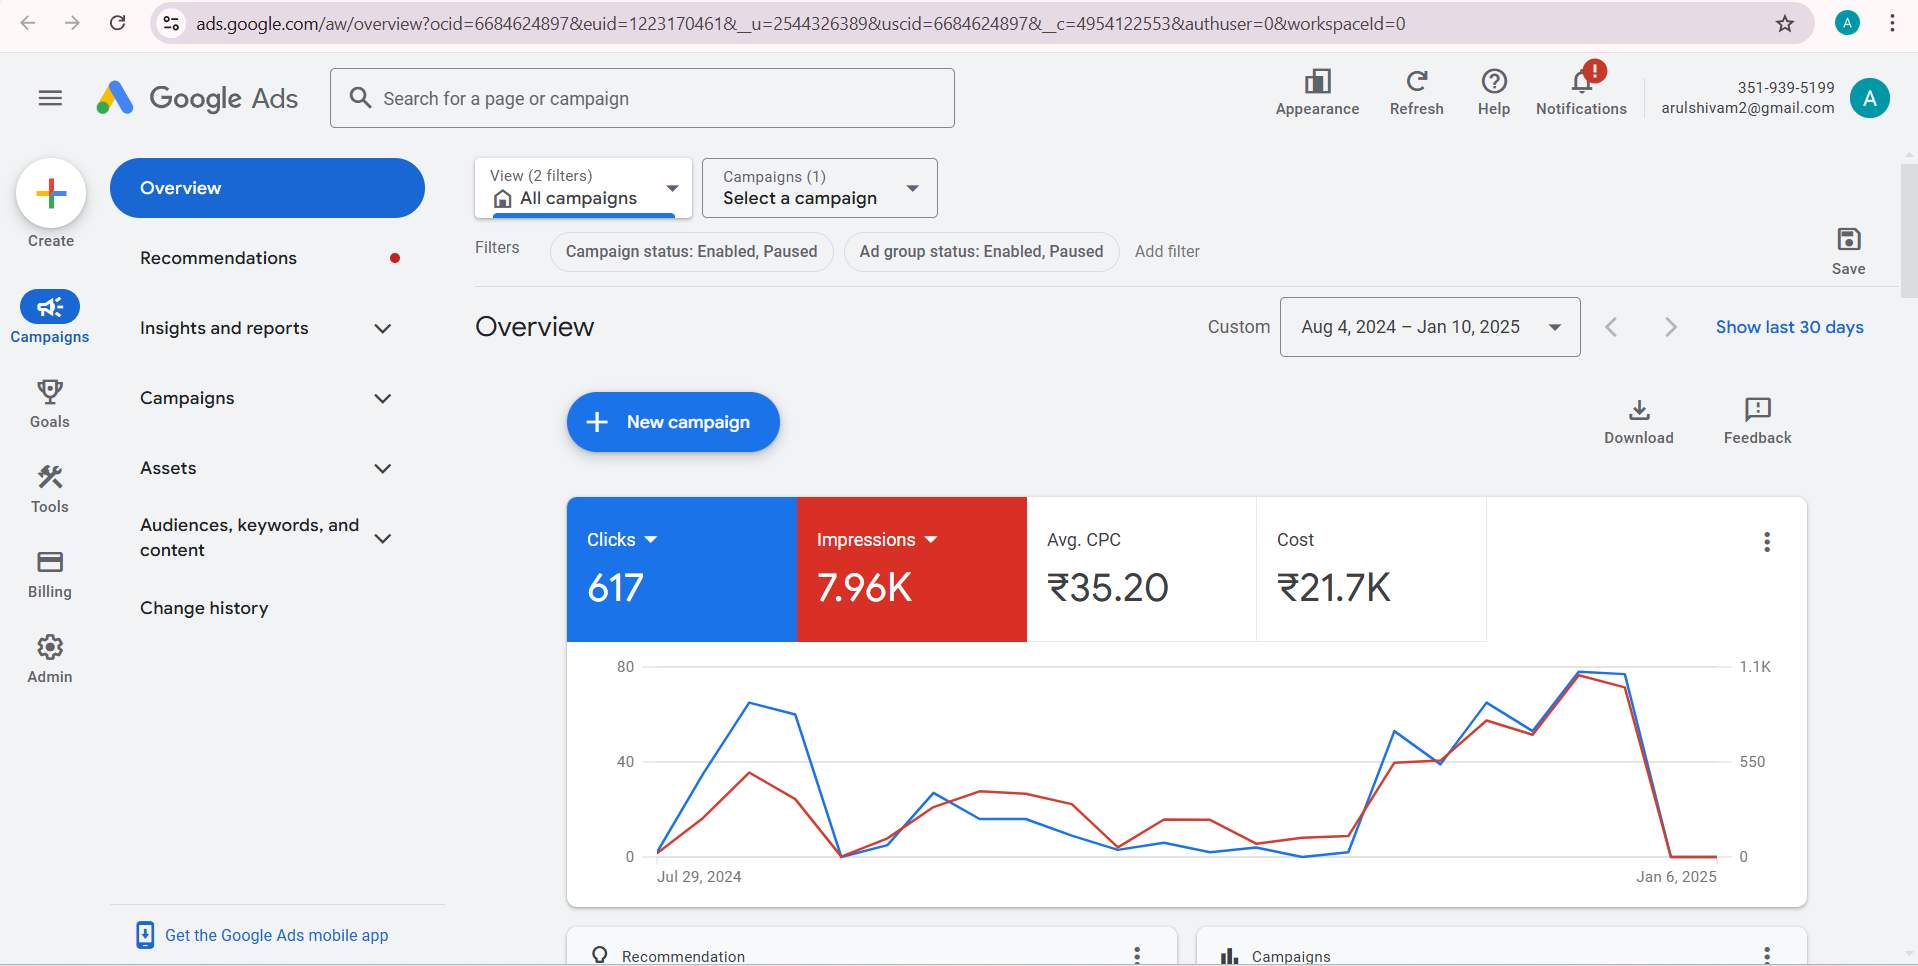 ads.google.com/aw/overview?ocid=6684624897&euid=1223170461&__u=2544326389&uscid=6684624897&__c=4954122553&authuser=0&workspaceId=0
A
Google Ads
Search for a page or campaign
Appearance
Refresh
Help
!
Notifications
351-939-5199
arulshivam2@gmail.com
A
Create
Campaigns
Goals
Tools
Billing
Admin
Overview
Recommendations
Insights and reports
Campaigns
Assets
Audiences, keywords, and
content
Change history
Get the Google Ads mobile app
View (2 filters)
All campaigns
Campaigns (1)
Select a campaign
Filters
Campaign status: Enabled, Paused
Ad group status: Enabled, Paused
Add filter
Save
Overview
Custom
Aug 4, 2024 – Jan 10, 2025
Show last 30 days
New campaign
Download
Feedback
Clicks
617
Impressions
7.96K
Avg. CPC
₹35.20
Cost
₹21.7K
80
40
0
1.1K
550
0
Jul 29, 2024
Jan 6, 2025
Recommendation
Campaigns